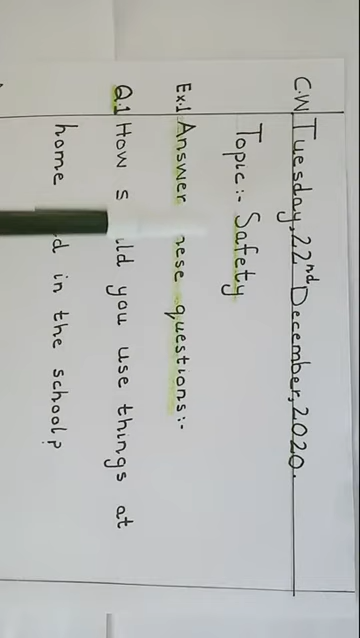 C.W Tuesday, 22nd December, 2020.
Topic:- Safety
Ex.1 Answer questions:-
Q.1 How you use things at
home in the school?